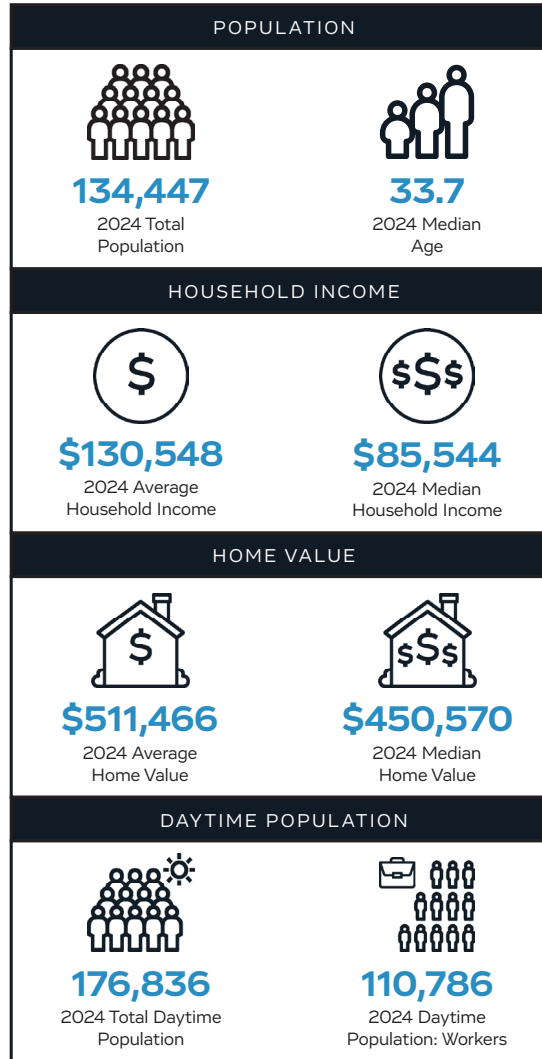 POPULATION
134,447
2024 Total
Population
33.7
2024 Median
Age
HOUSEHOLD INCOME
$
$130,548
2024 Average
Household Income
$$$
$85,544
2024 Median
Household Income
HOME VALUE
$
$511,466
2024 Average
Home Value
$$$
$450,570
2024 Median
Home Value
DAYTIME POPULATION
176,836
2024 Total Daytime
Population
110,786
2024 Daytime
Population: Workers